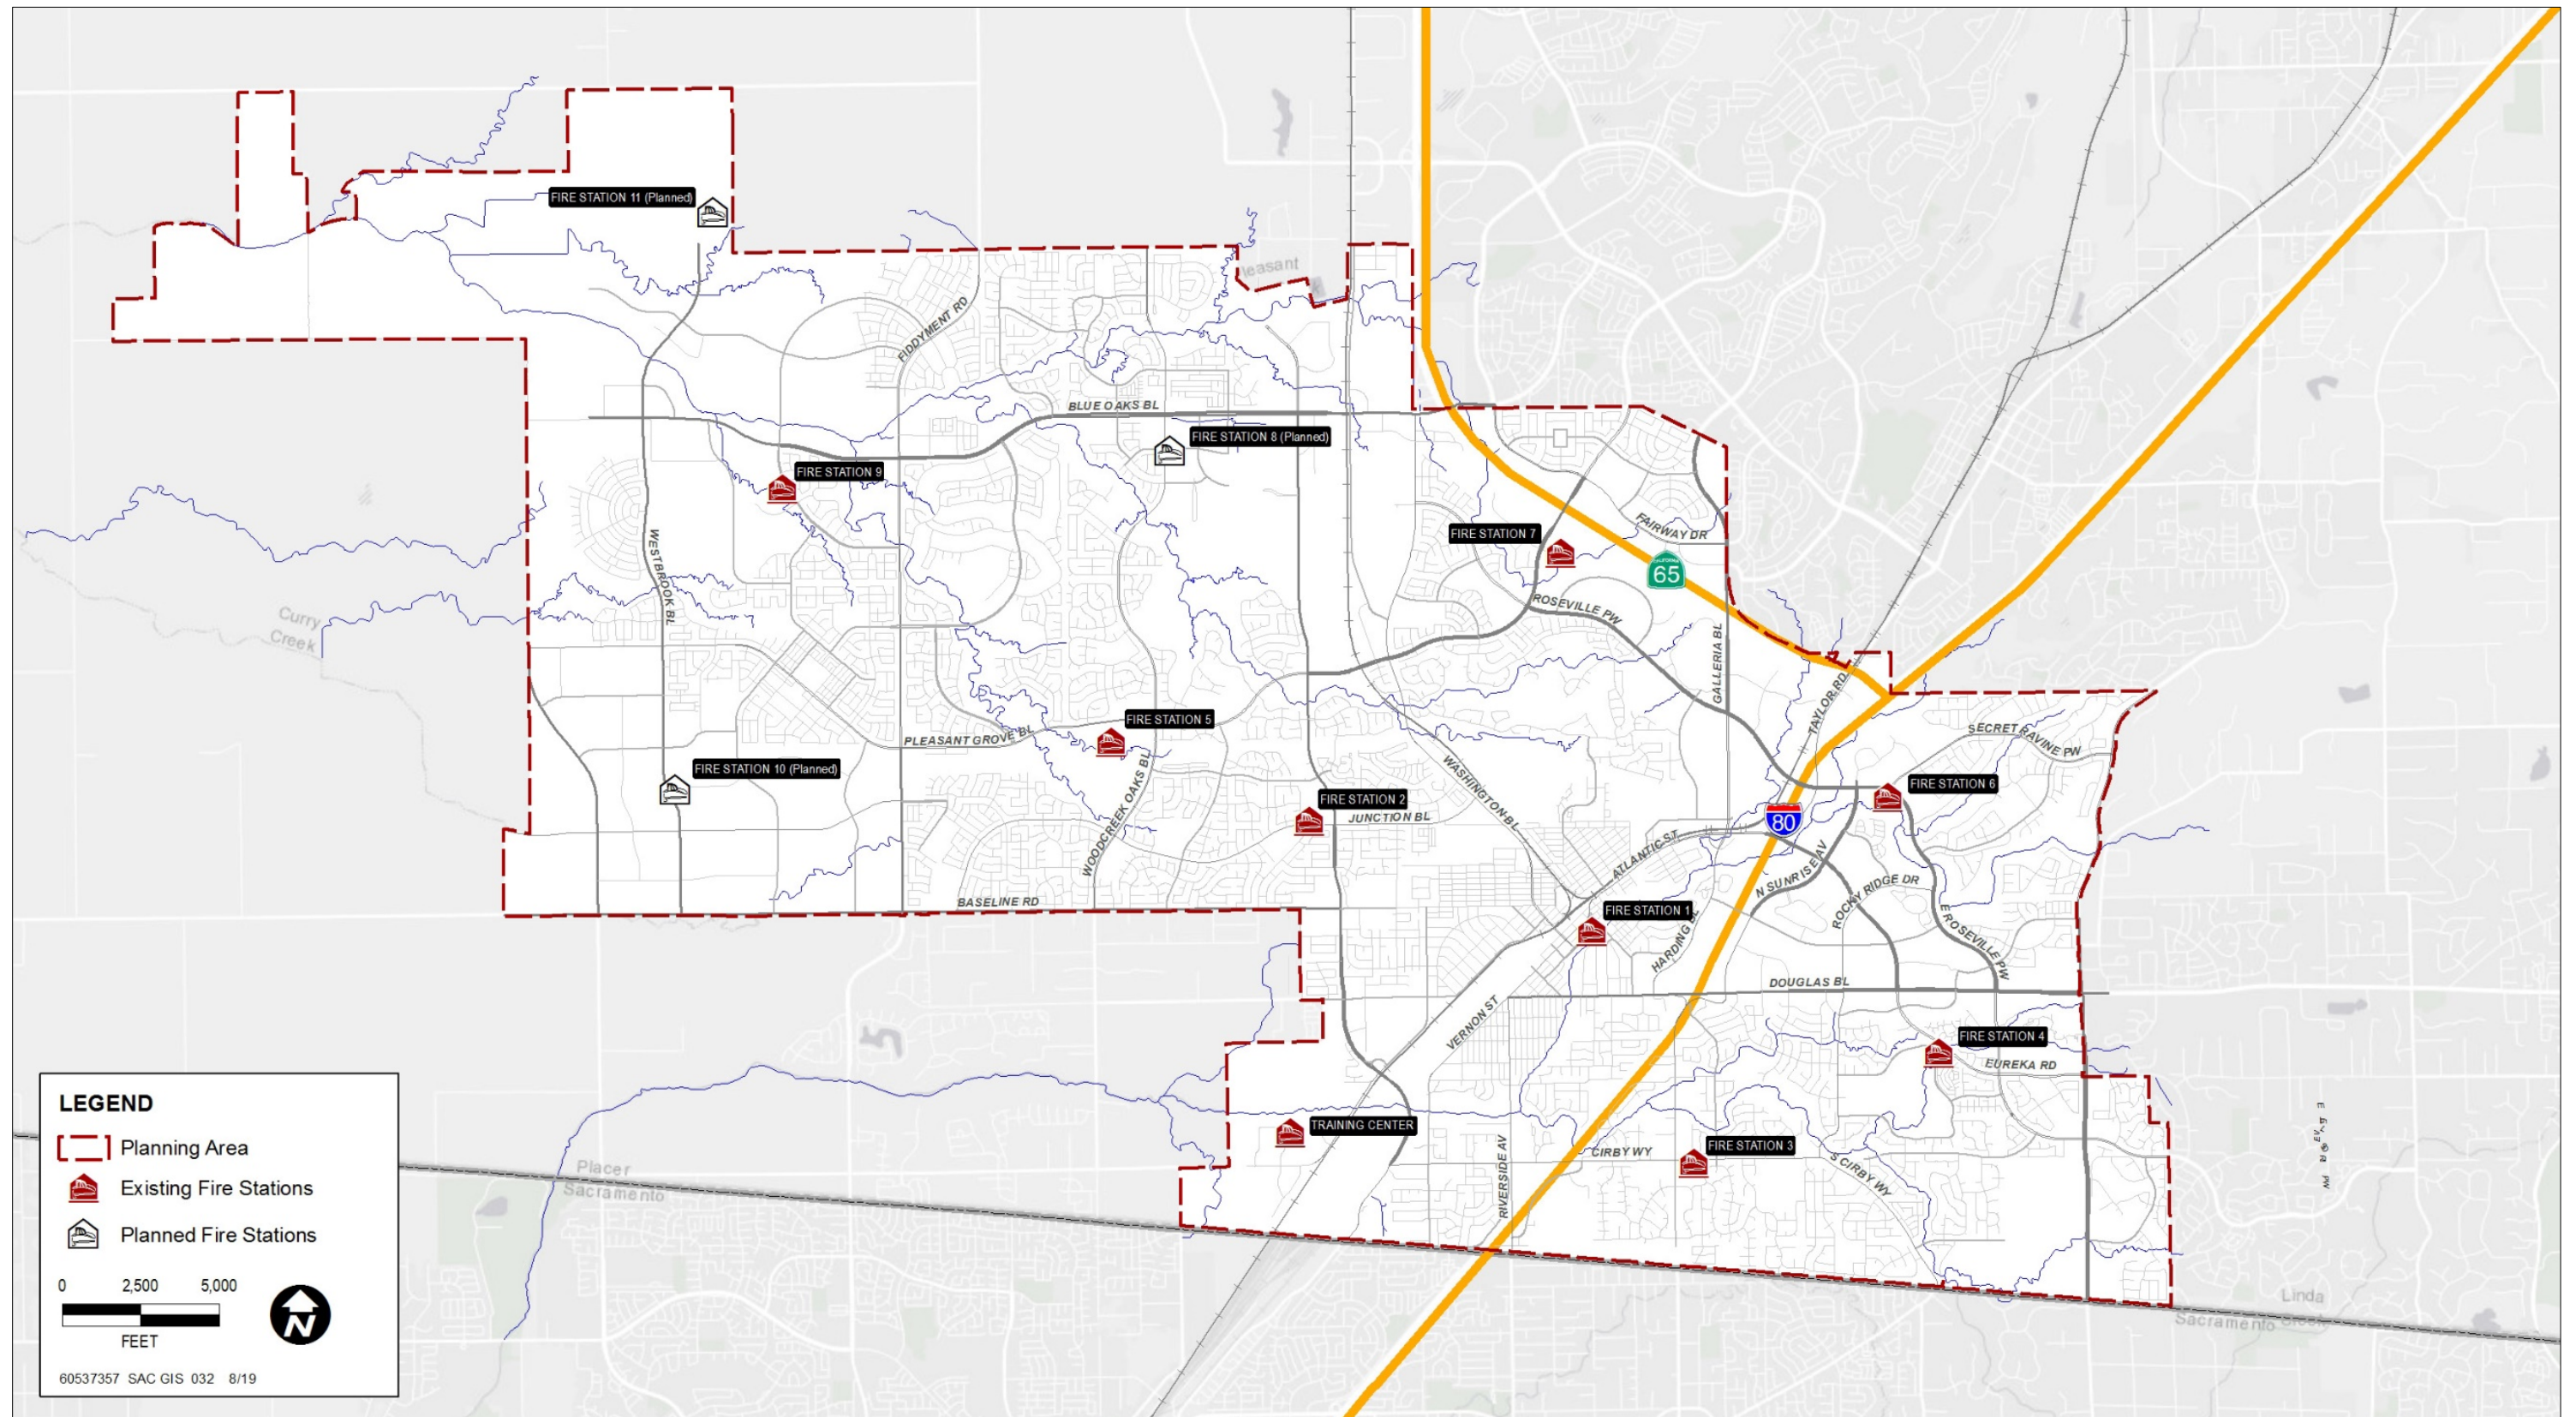 FIRE STATION 11 (Planned)
Pleasant
FIDDYMENT RD
BLUE OAKS BL
FIRE STATION 8 (Planned)
FIRE STATION 9
FIRE STATION 7
FAIRWAY DR
WESTBROOK BL
CALIFORNIA
65
ROSEVILLE PW
Curry
Creek
GALLERIA BL
TAYLOR RD
FIRE STATION 5
PLEASANT GROVE BL
SECRET RAVINE PW
FIRE STATION 10 (Planned)
WASHINGTON BL
FIRE STATION 6
FIRE STATION 2
JUNCTION BL
WOODCREEK OAKS BL
80
ATLANTIC ST
N SUNRISE AV
ROCKY RIDGE DR
BASELINE RD
FIRE STATION 1
HARDING BL
E ROSEVILLE PW
DOUGLAS BL
VERNON ST
FIRE STATION 4
EUREKA RD
TRAINING CENTER
FIRE STATION 3
CIRBY WY
S CIRBY WY
RIVERSIDE AV
Placer
Sacramento
Linda
Creek
Sacramento
LEGEND
Planning Area
Existing Fire Stations
Planned Fire Stations
0 2,500 5,000
FEET
N
60537357 SAC GIS 032 8/19